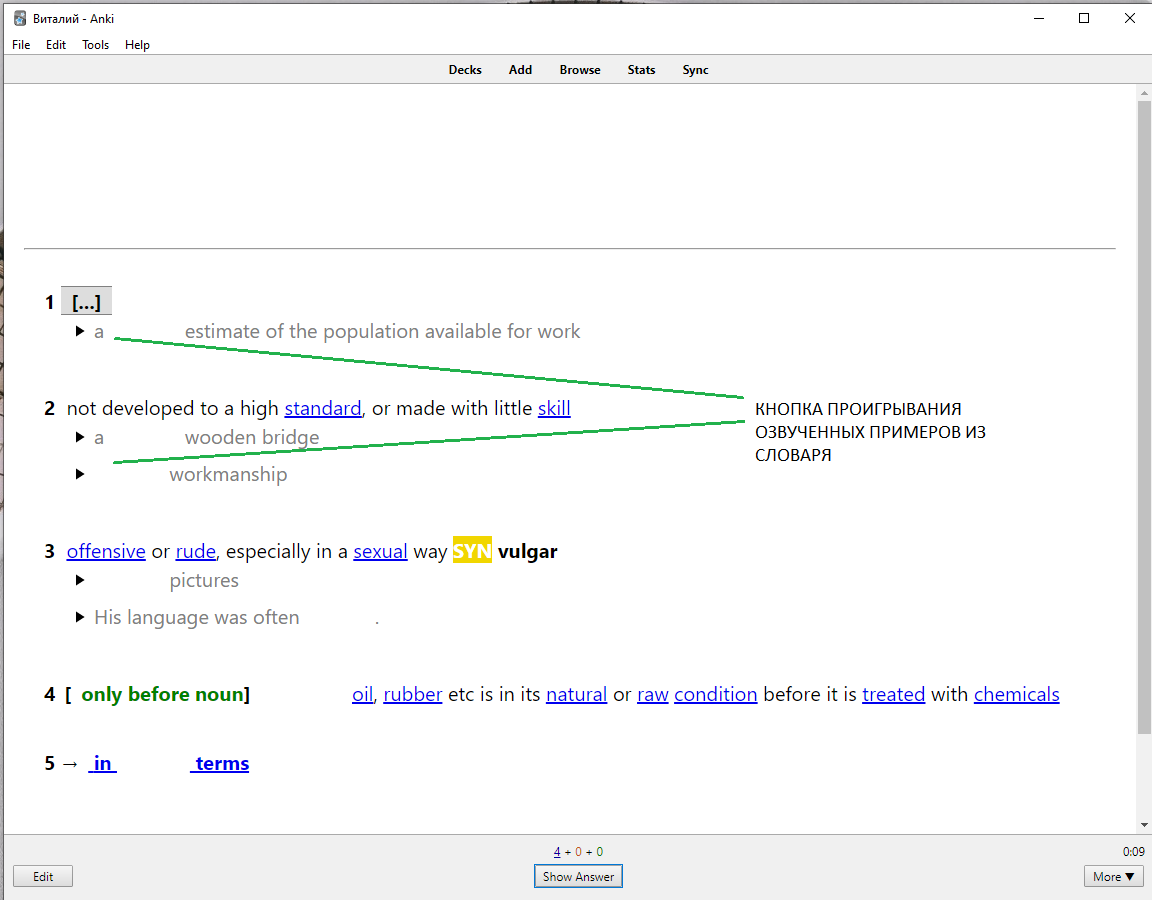 Виталий - Anki
File Edit Tools Help
Decks Add Browse Stats Sync
1 [...]
a estimate of the population available for work
2 not developed to a high standard, or made with little skill
a wooden bridge
workmanship
КНОПКА ПРОИГРЫВАНИЯ
ОЗВУЧЕННЫХ ПРИМЕРОВ ИЗ
СЛОВАРЯ
3 offensive or rude, especially in a sexual way SYN vulgar
pictures
His language was often .
4 [ only before noun] oil, rubber etc is in its natural or raw condition before it is treated with chemicals
5 → in terms
4 + 0 + 0
0:09
Edit Show Answer More ▼